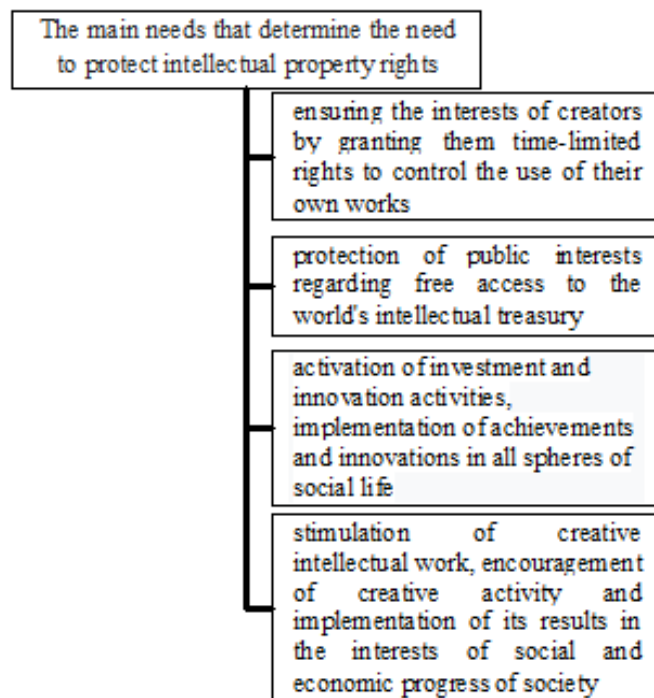 The main needs that determine the need
to protect intellectual property rights
ensuring the interests of creators
by granting them time-limited
rights to control the use of their
own works
protection of public interests
regarding free access to the
world's intellectual treasury
activation of investment and
innovation activities,
implementation of achievements
and innovations in all spheres of
social life
stimulation of creative
intellectual work, encouragement
of creative activity and
implementation of its results in
the interests of social and
economic progress of society